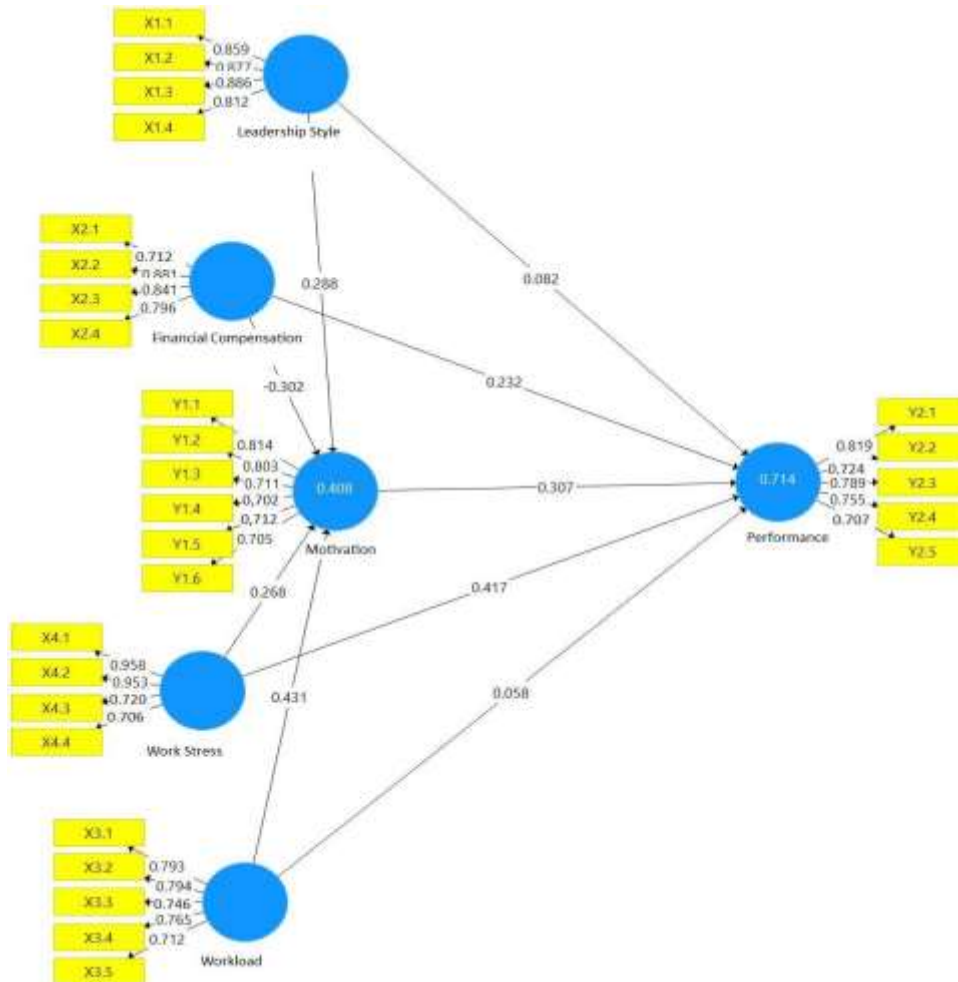 X1.1
0.859
X1.2
0.877
X1.3
0.886
X1.4
0.812
Leadership Style
X2.1
0.712
X2.2
0.881
X2.3
0.841
X2.4
0.796
Financial Compensation
0.288
0.082
0.232
-0.302
Y1.1
0.814
Y1.2
0.803
Y1.3
0.711
Y1.4
0.702
Y1.5
0.712
Y1.6
0.705
Motivation
0.307
0.714
Performance
Y2.1
0.819
Y2.2
0.724
Y2.3
0.789
Y2.4
0.755
Y2.5
0.707
0.268
0.417
0.431
0.058
X4.1
0.958
X4.2
0.953
X4.3
0.720
X4.4
0.706
Work Stress
X3.1
0.793
X3.2
0.794
X3.3
0.746
X3.4
0.765
X3.5
0.712
Workload